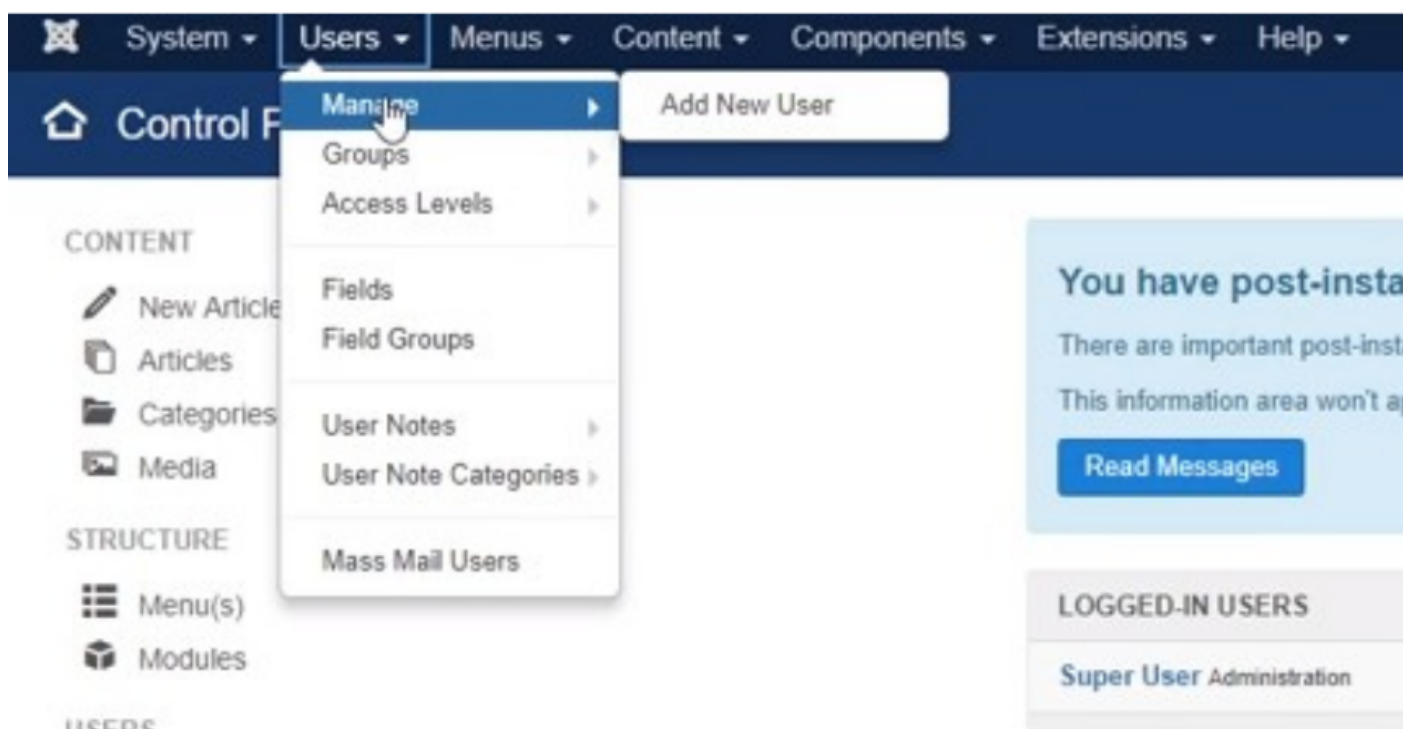 System Users Menus Content Components Extensions Help
Control
Manage
Add New User
Groups
Access Levels
Fields
Field Groups
User Notes
User Note Categories
Mass Mail Users
CONTENT
New Article
Articles
Categories
Media
STRUCTURE
Menu(s)
Modules
USERS
You have post-insta
There are important post-inst
This information area won't a
Read Messages
LOGGED-IN USERS
Super User Administration